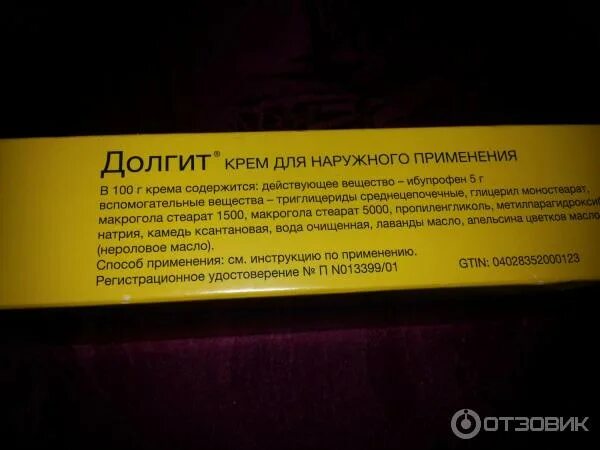 Долгит® КРЕМ ДЛЯ НАРУЖНОГО ПРИМЕНЕНИЯ
В 100 г крема содержится: действующее вещество – ибупрофен 5 г
вспомогательные вещества – триглицериды среднецепочечные, глицерил моностеарат,
макрогола стеарат 1500, макрогола стеарат 5000, пропиленгликоль, метилпарагидроксиб
натрия, камедь ксантановая, вода очищенная, лаванды масло, апельсина цветков масло
(нероловое масло).
Способ применения: см. инструкцию по применению.
Регистрационное удостоверение № П N013399/01
GTIN: 04028352000123
ОТЗОВИК